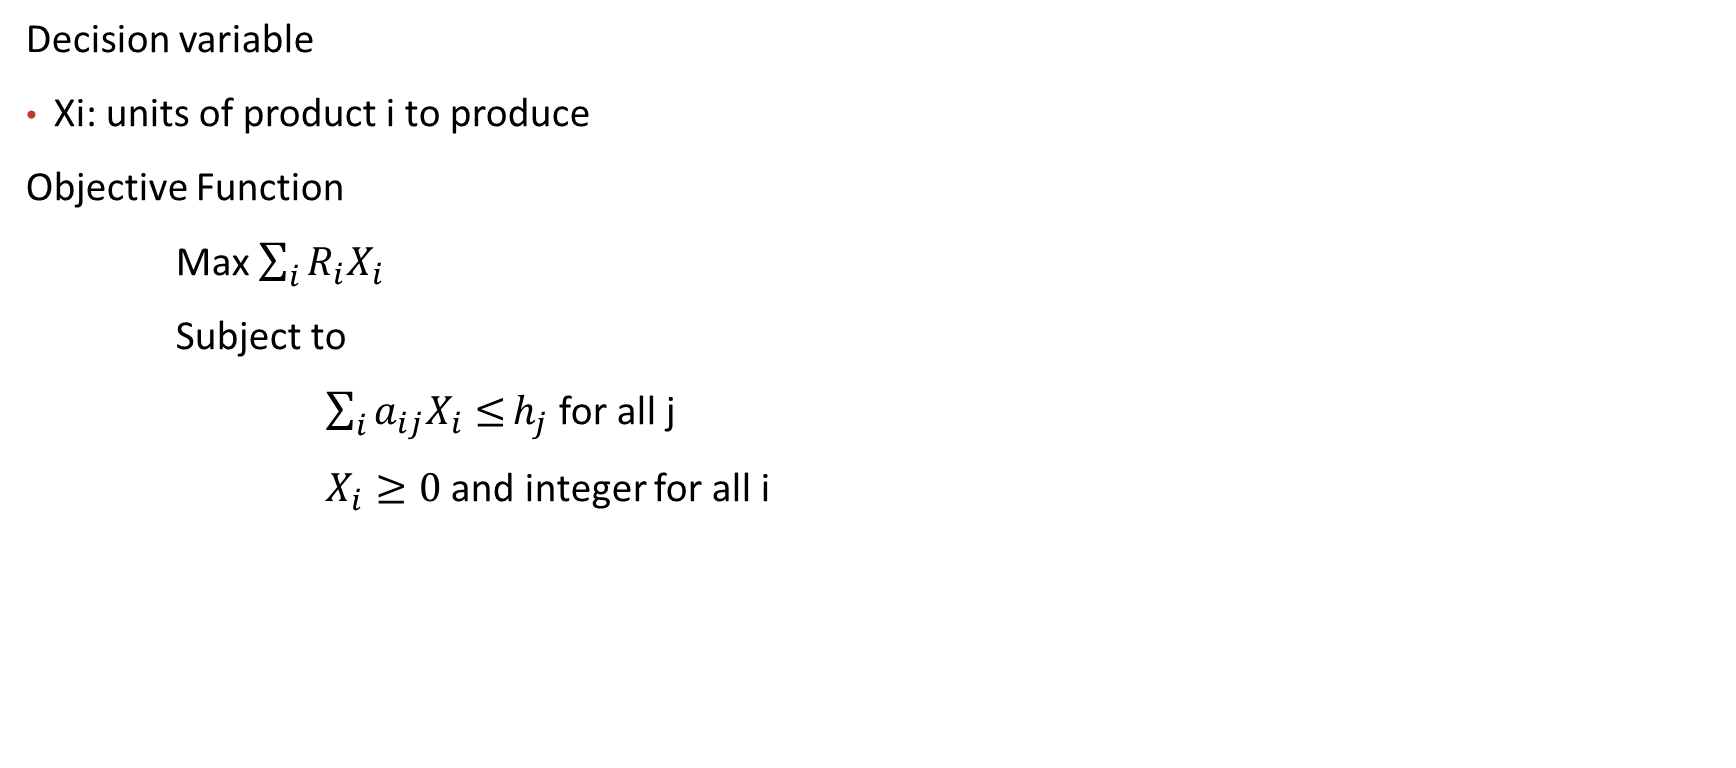 Decision variable
• Xi: units of product i to produce
Objective Function
Max ∑ᵢ RᵢXᵢ
Subject to
∑ᵢ aᵢⱼXᵢ ≤ hⱼ for all j
Xᵢ ≥ 0 and integer for all i